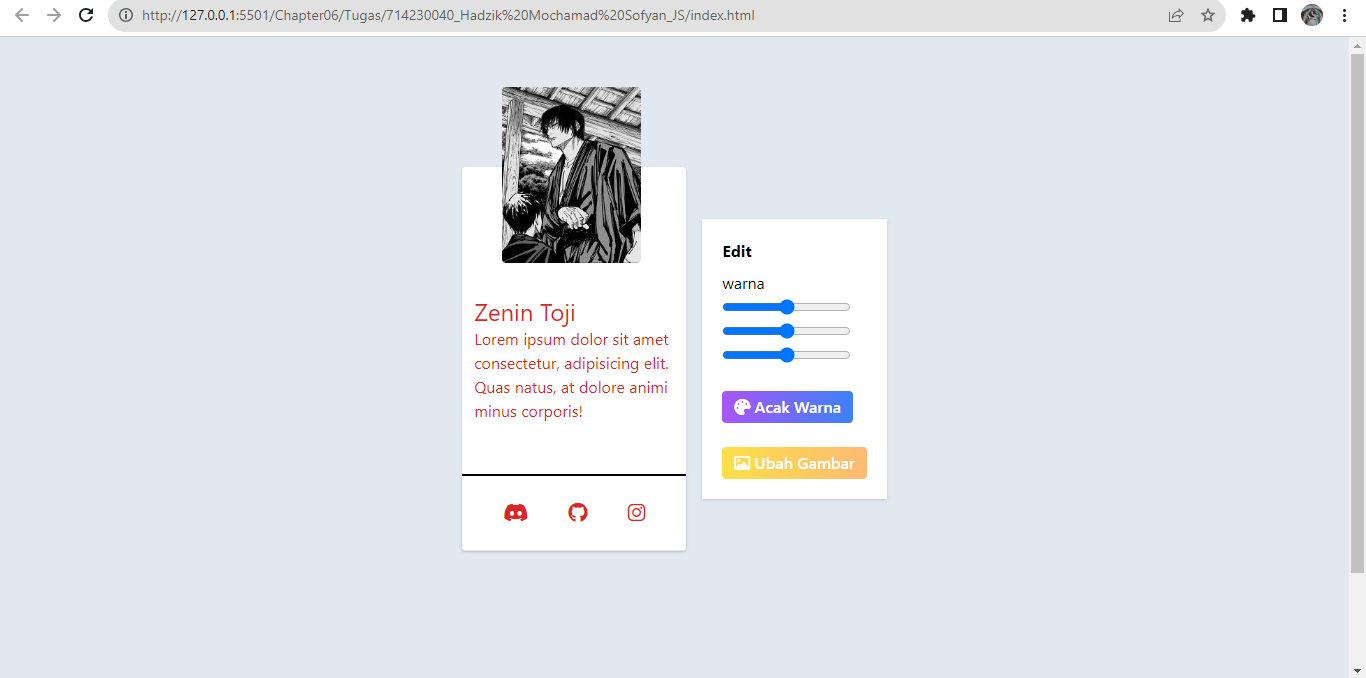 http://127.0.0.1:5501/Chapter06/Tugas/714230040_Hadzik%20Mochamad%20Sofyan_JS/index.html
Zenin Toji
Lorem ipsum dolor sit amet
consectetur, adipisicing elit.
Quas natus, at dolore animi
minus corporis!
Edit
warna
Acak Warna
Ubah Gambar